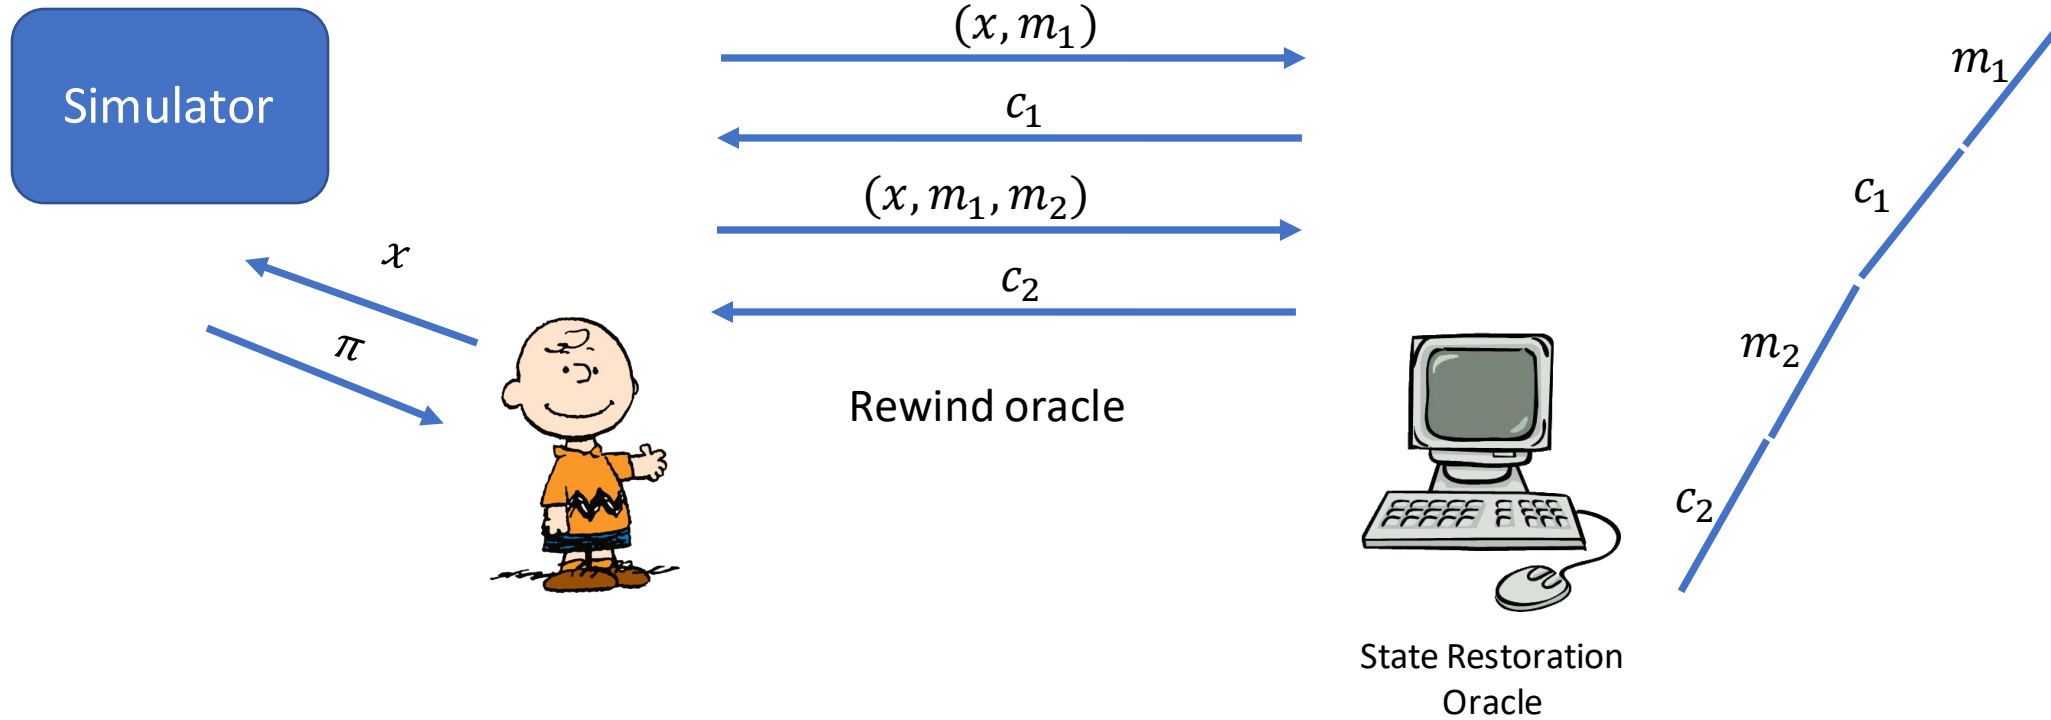 Simulator
(x, m₁)
c₁
(x, m₁, m₂)
c₂
x
π
Rewind oracle
m₁
c₁
m₂
c₂
State Restoration
Oracle